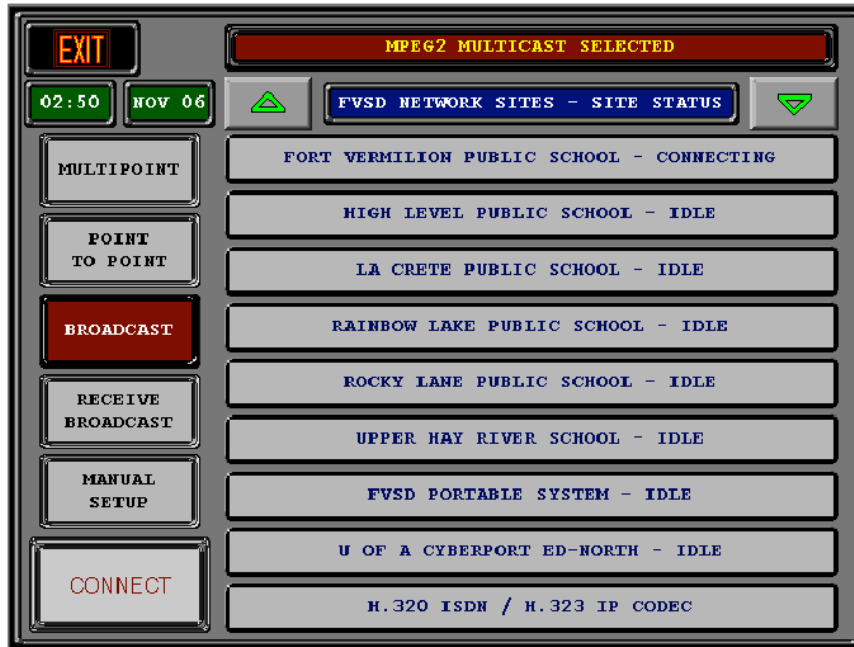 EXIT
MPEG2 MULTICAST SELECTED
02:50
NOV 06
FVSD NETWORK SITES - SITE STATUS
MULTIPOINT
POINT
TO POINT
BROADCAST
RECEIVE
BROADCAST
MANUAL
SETUP
CONNECT
FORT VERMILION PUBLIC SCHOOL - CONNECTING
HIGH LEVEL PUBLIC SCHOOL - IDLE
LA CRETE PUBLIC SCHOOL - IDLE
RAINBOW LAKE PUBLIC SCHOOL - IDLE
ROCKY LANE PUBLIC SCHOOL - IDLE
UPPER HAY RIVER SCHOOL - IDLE
FVSD PORTABLE SYSTEM - IDLE
U OF A CYBERPORT ED-NORTH - IDLE
H.320 ISDN / H.323 IP CODEC